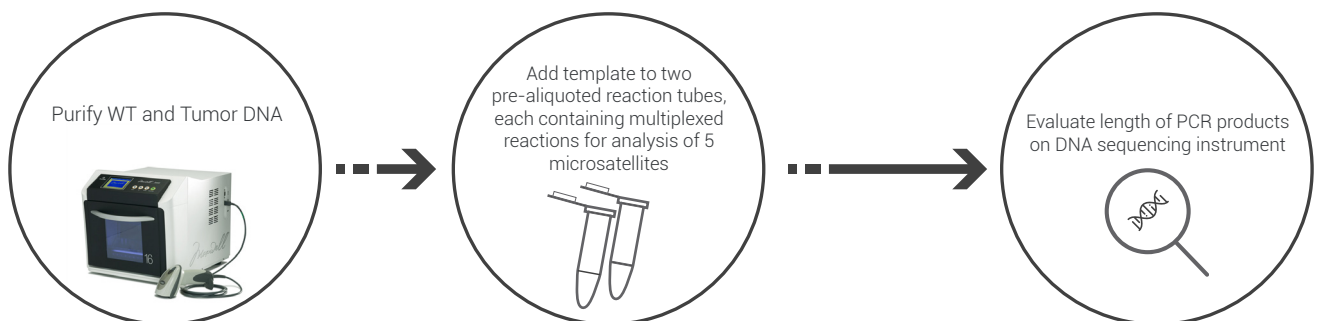 Purify WT and Tumor DNA
16
Add template to two
pre-aliquoted reaction tubes,
each containing multiplexed
reactions for analysis of 5
microsatellites
Evaluate length of PCR products
on DNA sequencing instrument